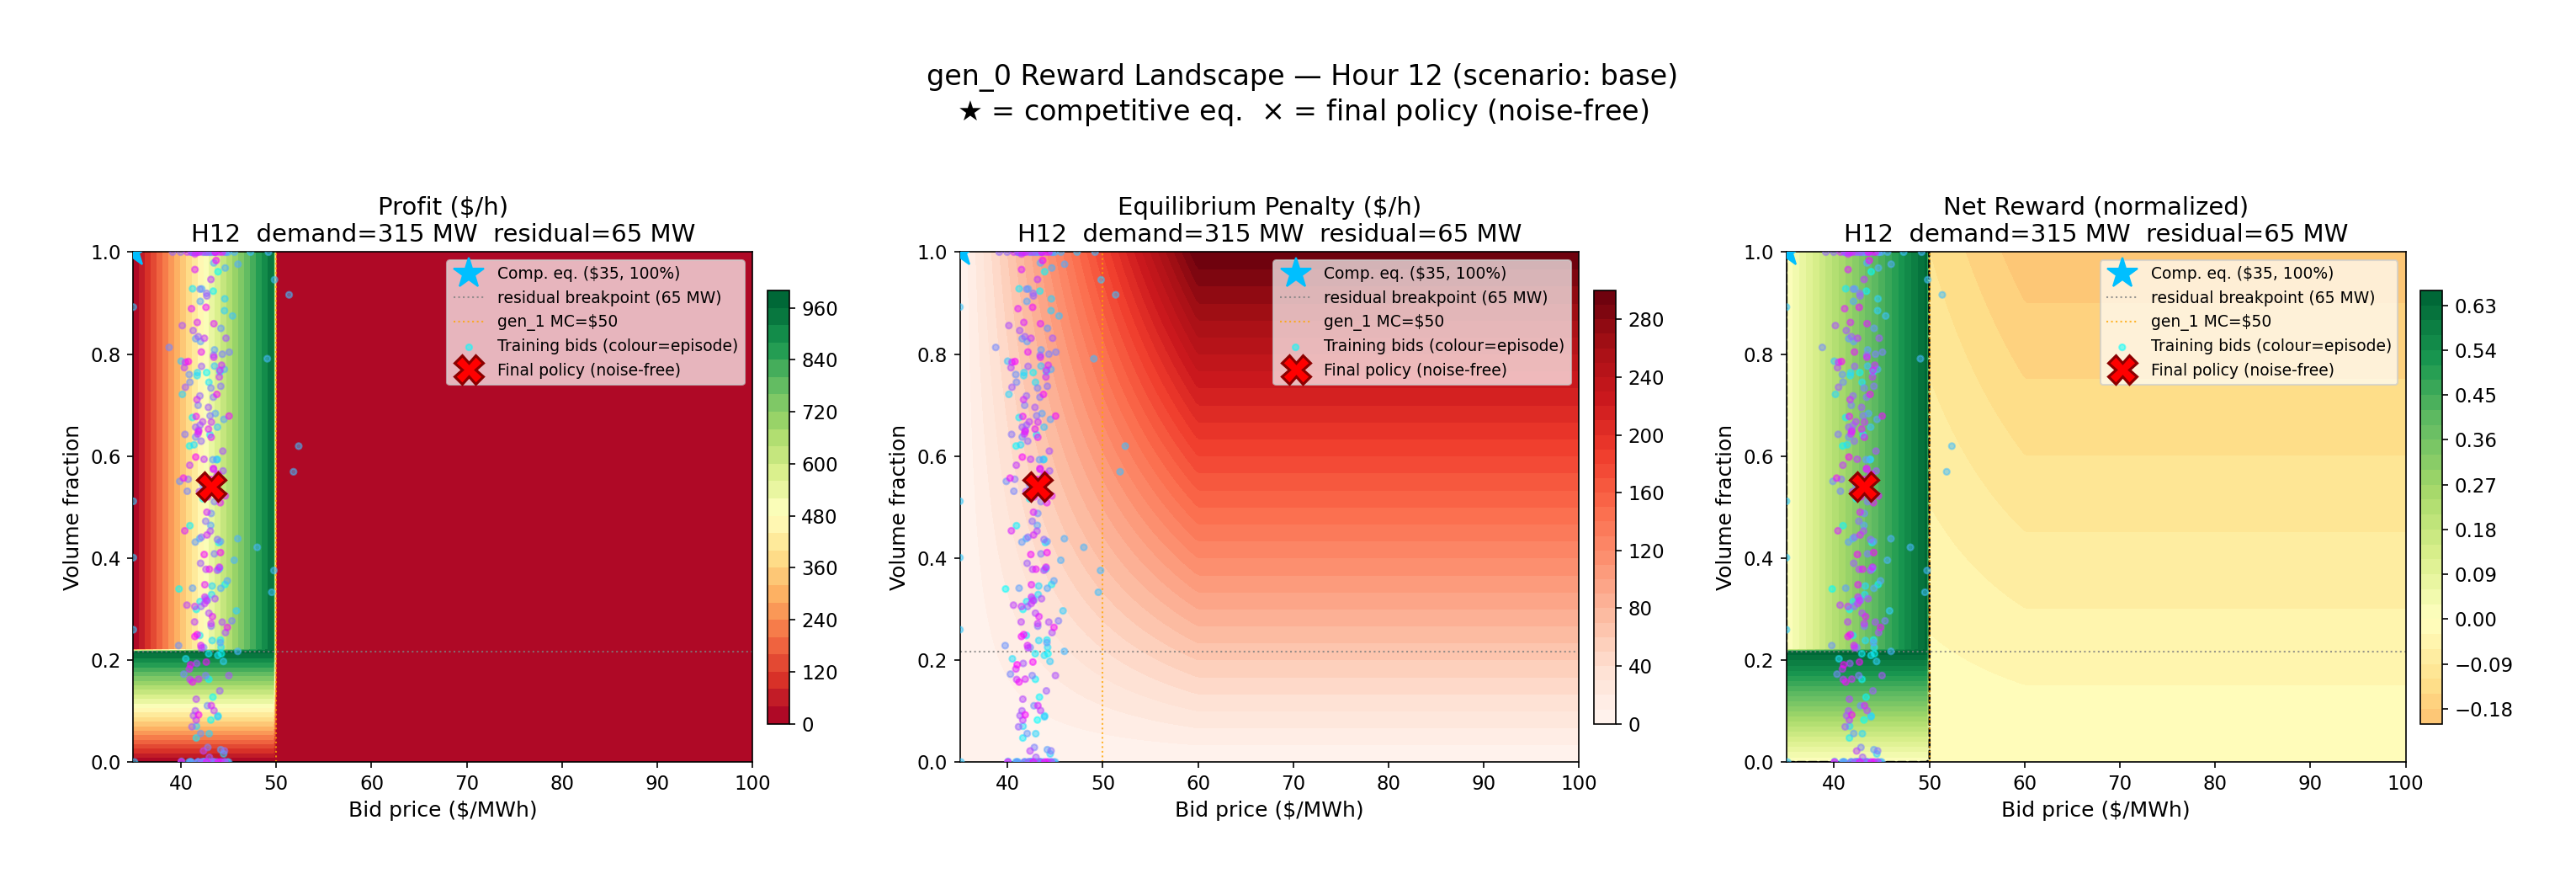 gen_0 Reward Landscape — Hour 12 (scenario: base)
★ = competitive eq.  × = final policy (noise-free)
Profit ($/h)
H12  demand=315 MW  residual=65 MW
Volume fraction
1.0
0.8
0.6
0.4
0.2
0.0
40
50
60
70
80
90
100
Bid price ($/MWh)
Comp. eq. ($35, 100%)
residual breakpoint (65 MW)
gen_1 MC=$50
Training bids (colour=episode)
Final policy (noise-free)
960
840
720
600
480
360
240
120
0
Equilibrium Penalty ($/h)
H12  demand=315 MW  residual=65 MW
Volume fraction
1.0
0.8
0.6
0.4
0.2
0.0
40
50
60
70
80
90
100
Bid price ($/MWh)
Comp. eq. ($35, 100%)
residual breakpoint (65 MW)
gen_1 MC=$50
Training bids (colour=episode)
Final policy (noise-free)
280
240
200
160
120
80
40
0
Net Reward (normalized)
H12  demand=315 MW  residual=65 MW
Volume fraction
1.0
0.8
0.6
0.4
0.2
0.0
40
50
60
70
80
90
100
Bid price ($/MWh)
Comp. eq. ($35, 100%)
residual breakpoint (65 MW)
gen_1 MC=$50
Training bids (colour=episode)
Final policy (noise-free)
0.63
0.54
0.45
0.36
0.27
0.18
0.09
0.00
−0.09
−0.18